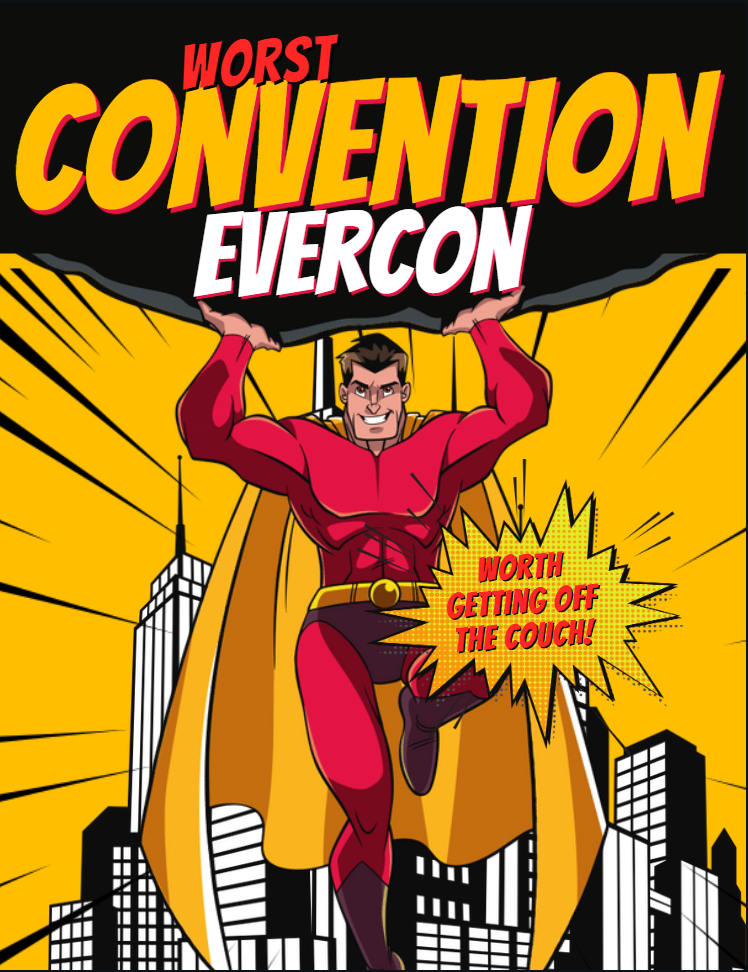 WORST
CONVENTION
EVERCON
WORTH
GETTING OFF
THE COUCH!